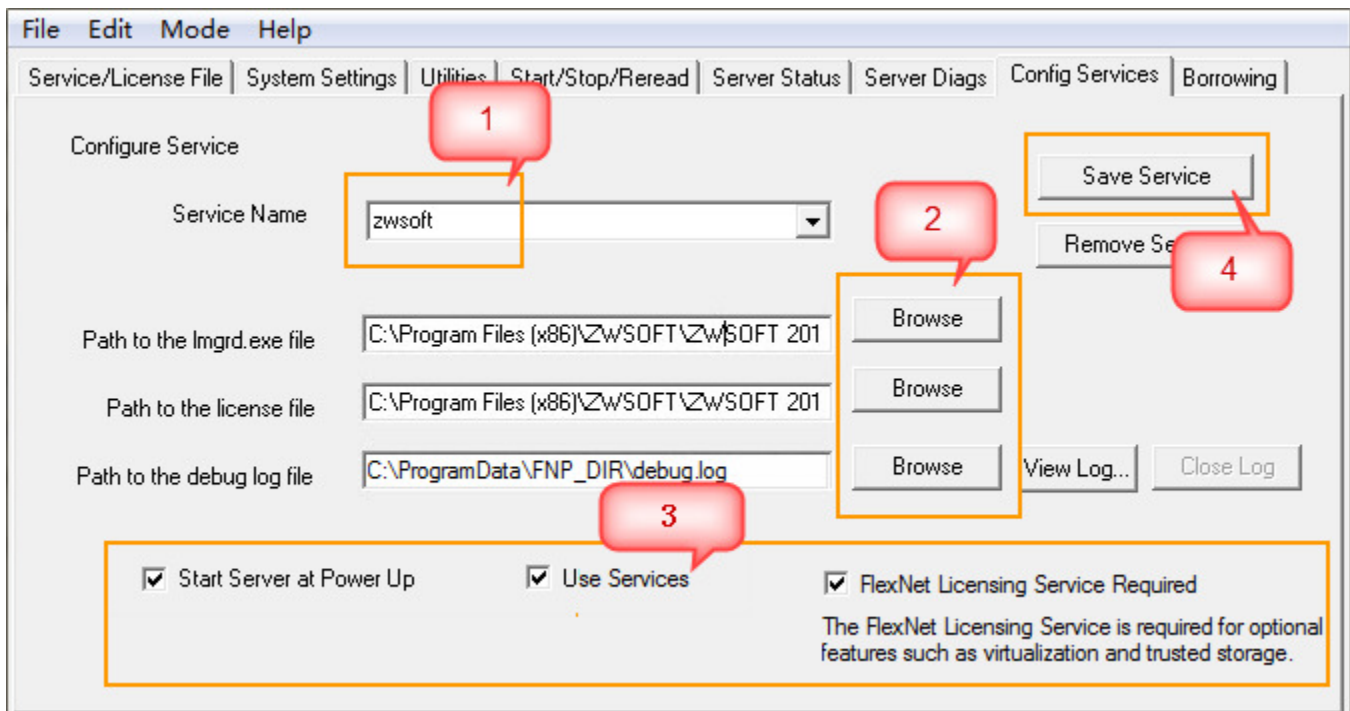 File Edit Mode Help
Service/License File System Settings Utilities Start/Stop/Reread Server Status Server Diags Config Services Borrowing
1
Configure Service
Save Service
Service Name
zwsoft
2
Remove Se
4
Path to the lmgrd.exe file
C:\Program Files (x86)\ZWSOFT\ZWSOFT 201
Browse
Path to the license file
C:\Program Files (x86)\ZWSOFT\ZWSOFT 201
Browse
Path to the debug log file
C:\ProgramData\FNP_DIR\debug.log
Browse
View Log...
Close Log
3
Start Server at Power Up
Use Services
FlexNet Licensing Service Required
The FlexNet Licensing Service is required for optional
features such as virtualization and trusted storage.